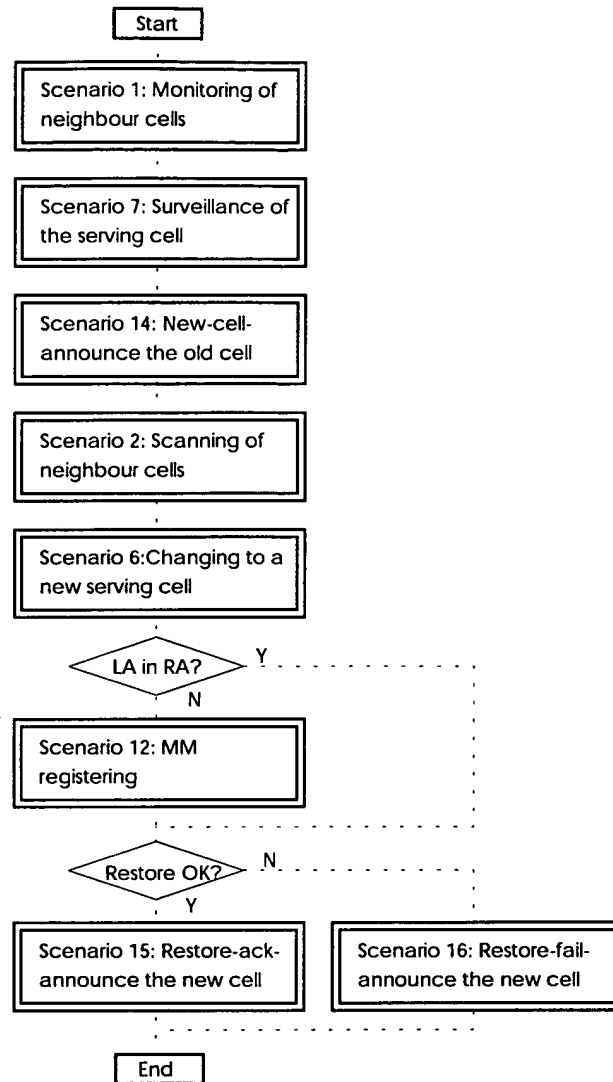 Start
Scenario 1: Monitoring of
neighbour cells
Scenario 7: Surveillance of
the serving cell
Scenario 14: New-cell-
announce the old cell
Scenario 2: Scanning of
neighbour cells
Scenario 6:Changing to a
new serving cell
LA in RA?
Y
N
Scenario 12: MM
registering
Restore OK?
N
Y
Scenario 15: Restore-ack-
announce the new cell
Scenario 16: Restore-fail-
announce the new cell
End